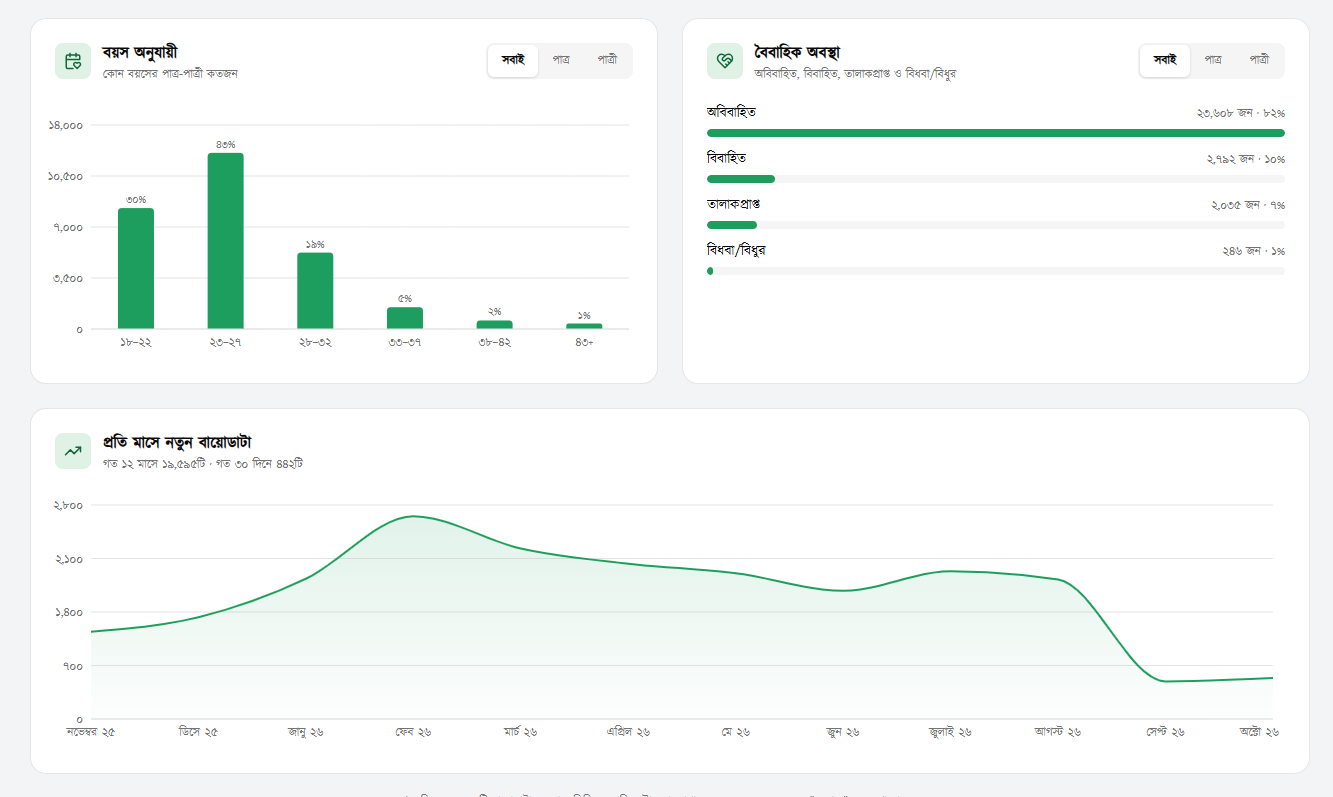 বয়স অনুযায়ী
কোন বয়সের পাত্র-পাত্রী কতজন
সবাই পাত্র পাত্রী
১৪,০০০
১০,৫০০
৭,০০০
৩,৫০০
০
৩০%
৪৩%
১৯%
৫%
২%
১%
১৮–২২ ২৩–২৭ ২৮–৩২ ৩৩–৩৭ ৩৮–৪২ ৪৩+
বৈবাহিক অবস্থা
অবিবাহিত, বিবাহিত, তালাকপ্রাপ্ত ও বিধবা/বিধুর
সবাই পাত্র পাত্রী
অবিবাহিত ২৩,৬০৮ জন · ৮২%
বিবাহিত ২,৭৯২ জন · ১০%
তালাকপ্রাপ্ত ২,০৩৫ জন · ৭%
বিধবা/বিধুর ২৪৬ জন · ১%
প্রতি মাসে নতুন বায়োডাটা
গত ১২ মাসে ১৯,৫৯৫টি · গত ৩০ দিনে ৪৪২টি
২,৮০০
২,১০০
১,৪০০
৭০০
০
নভেম্বর ২৫ ডিসে ২৫ জানু ২৬ ফেব ২৬ মার্চ ২৬ এপ্রিল ২৬ মে ২৬ জুন ২৬ জুলাই ২৬ আগস্ট ২৬ সেপ্ট ২৬ অক্টো ২৬